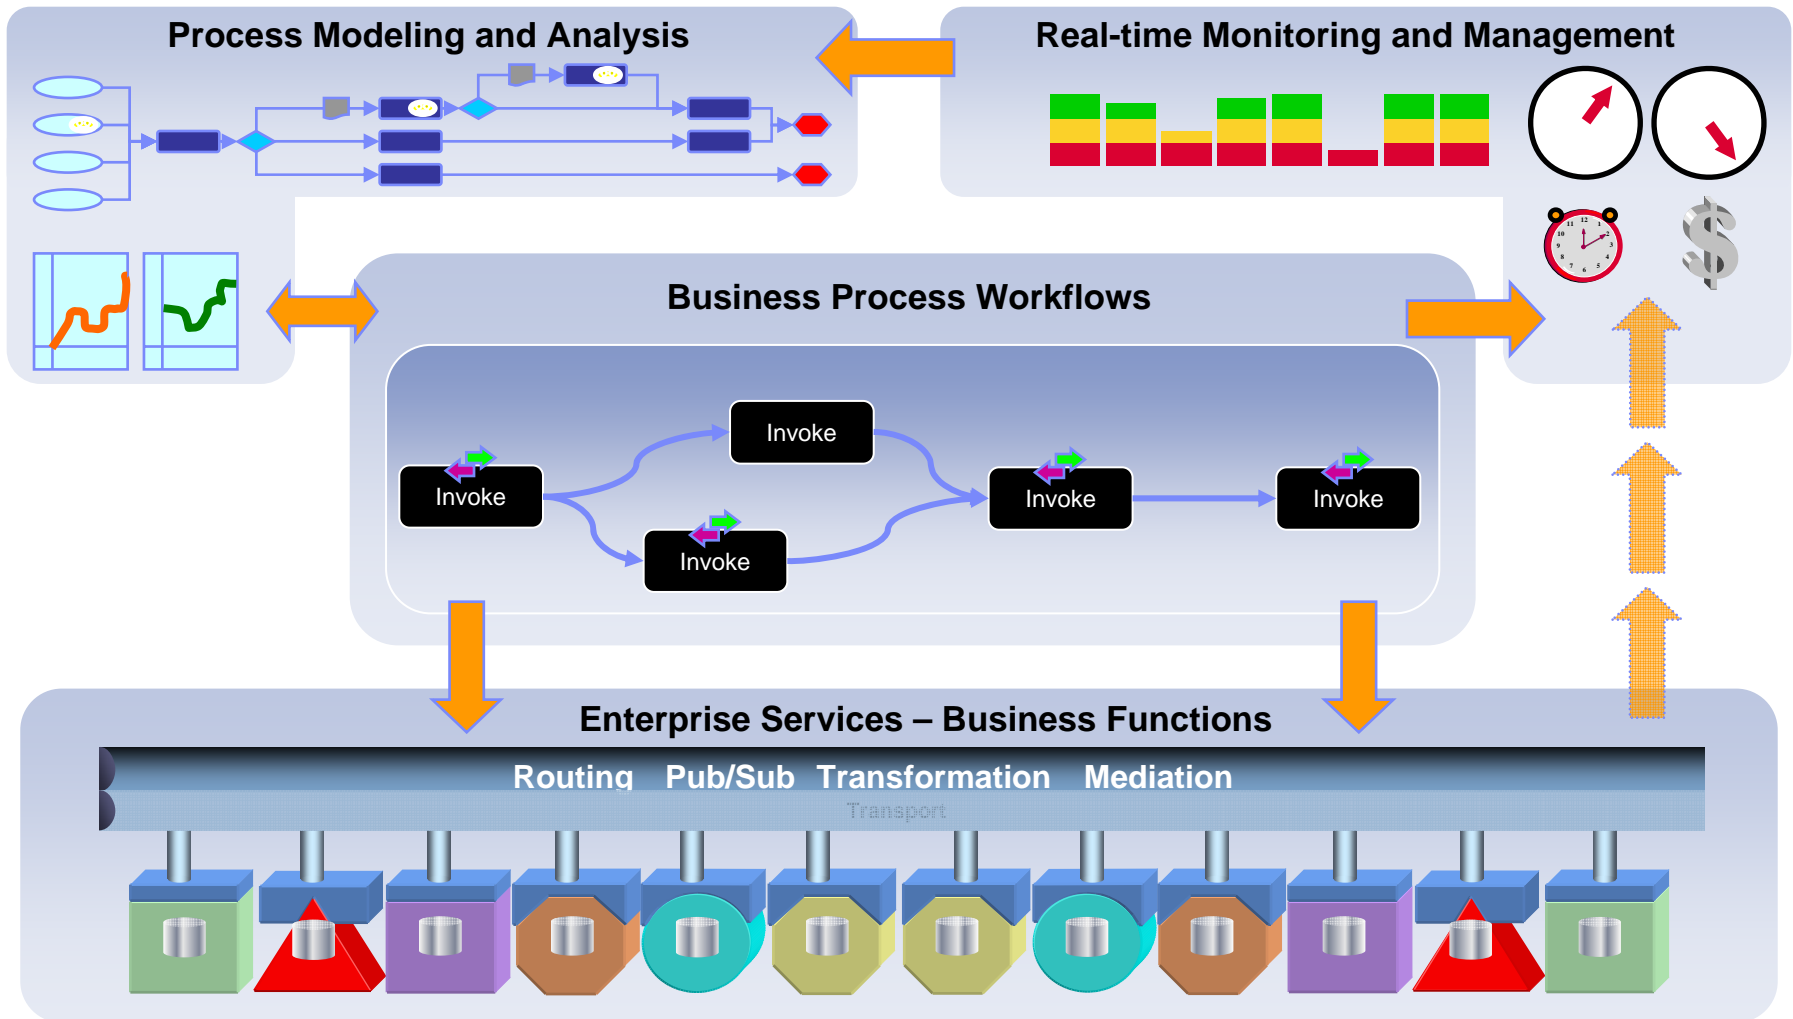 Process Modeling and Analysis
Real-time Monitoring and Management
Business Process Workflows
Invoke
Invoke
Invoke
Invoke
Invoke
Enterprise Services – Business Functions
Routing Pub/Sub Transformation Mediation
Transport